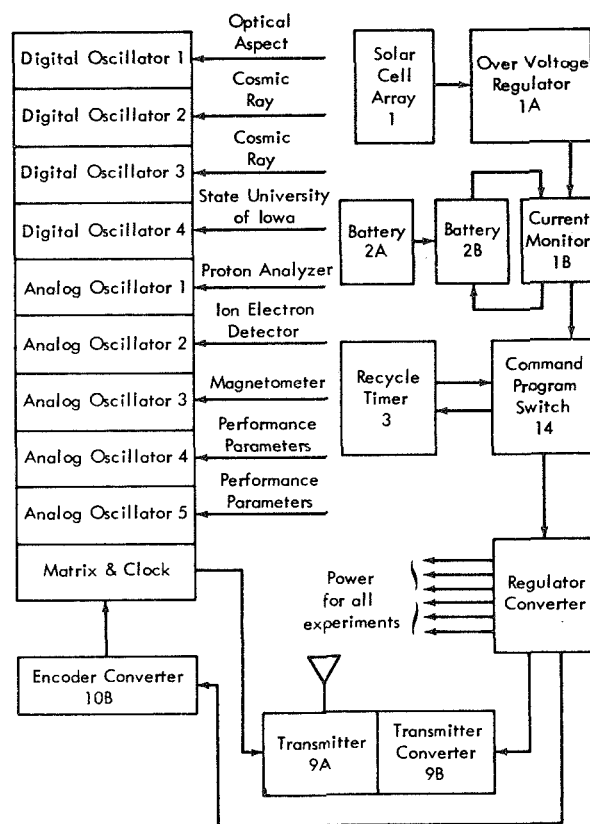 Digital Oscillator 1
Digital Oscillator 2
Digital Oscillator 3
Digital Oscillator 4
Analog Oscillator 1
Analog Oscillator 2
Analog Oscillator 3
Analog Oscillator 4
Analog Oscillator 5
Matrix & Clock
Optical
Aspect
Cosmic
Ray
Cosmic
Ray
State University
of Iowa
Proton Analyzer
Ion Electron
Detector
Magnetometer
Performance
Parameters
Performance
Parameters
Solar
Cell
Array
1
Over Voltage
Regulator
1A
Battery
2A
Battery
2B
Current
Monitor
1B
Recycle
Timer
3
Command
Program
Switch
14
Power
for all
experiments
Regulator
Converter
Encoder Converter
10B
Transmitter
9A
Transmitter
Converter
9B